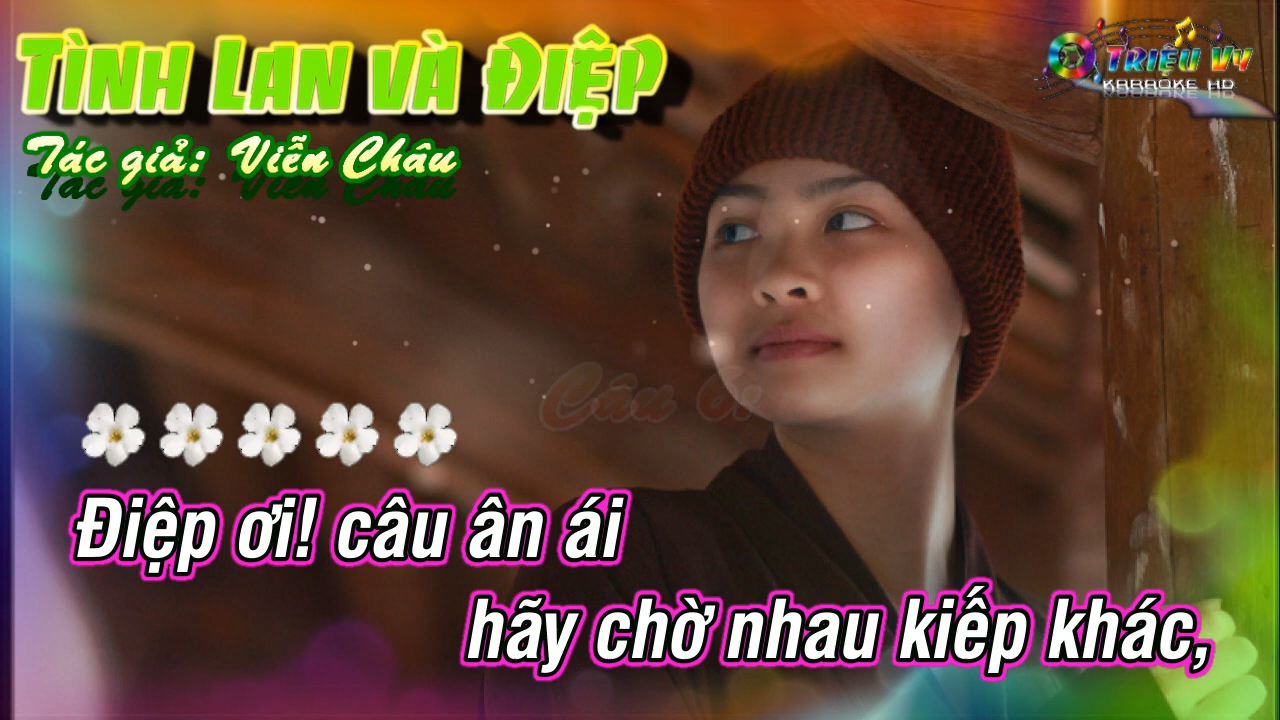 Tình Lan và Điệp
Triệu Vy
KARAOKE HD
Tác giả: Viễn Châu
Điệp ơi! câu ân ái
hãy chờ nhau kiếp khác,